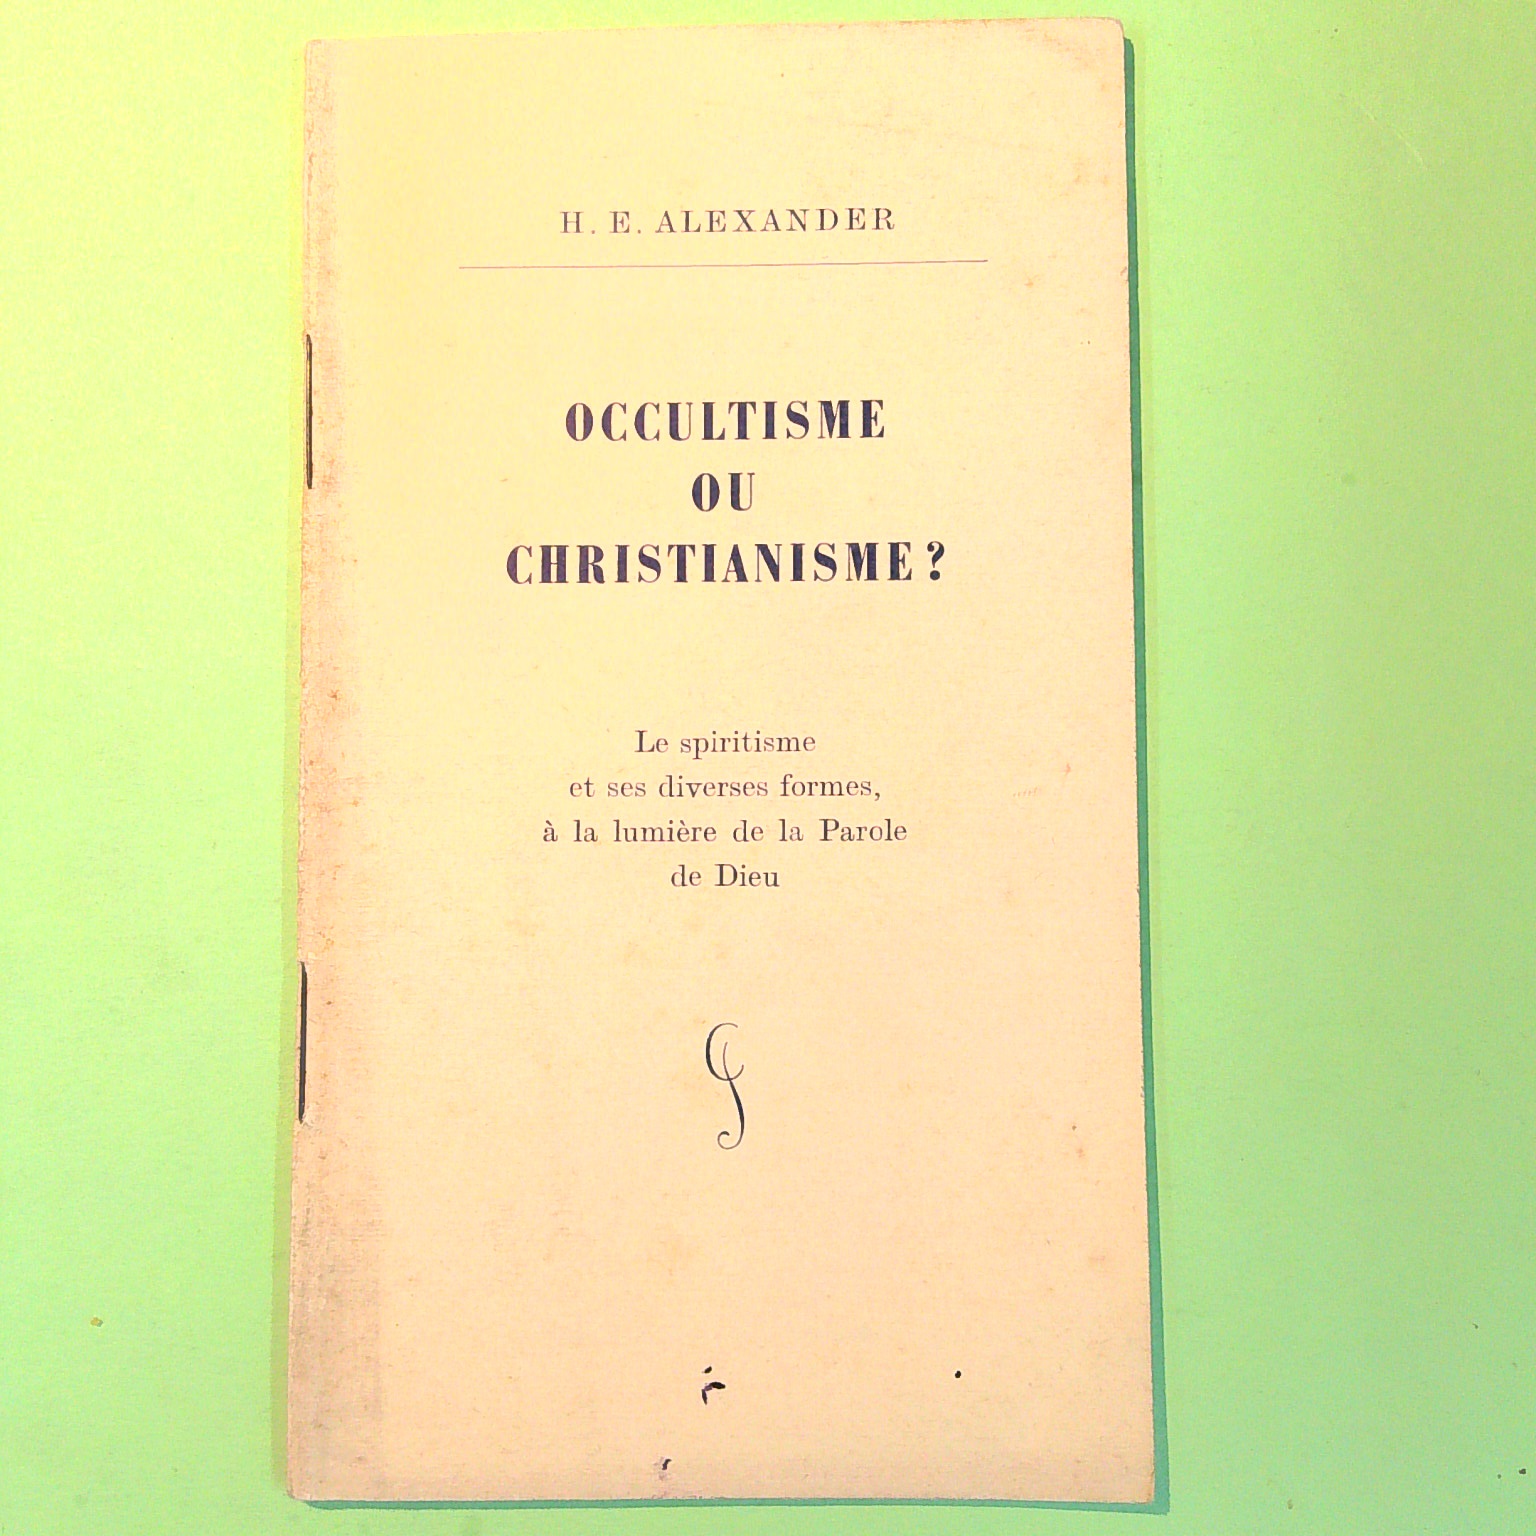 H. E. ALEXANDER
OCCULTISME
OU
CHRISTIANISME ?
Le spiritisme
et ses diverses formes,
à la lumière de la Parole
de Dieu